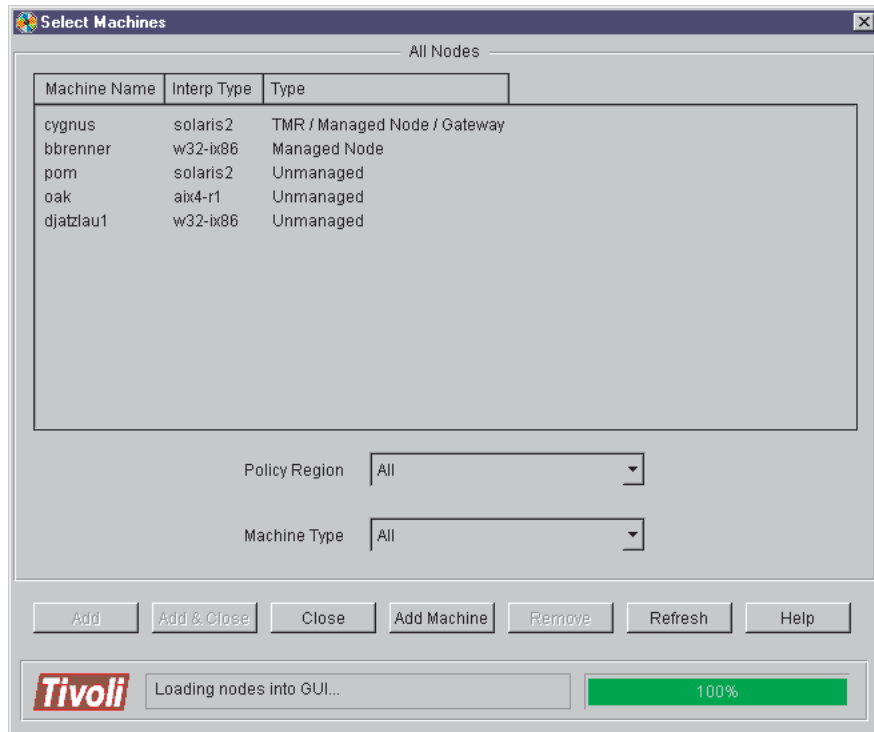 Select Machines
All Nodes
Machine Name Interp Type Type
cygnus solaris2 TMR / Managed Node / Gateway
bbrenner w32-ix86 Managed Node
pom solaris2 Unmanaged
oak aix4-r1 Unmanaged
djatzlau1 w32-ix86 Unmanaged
Policy Region All
Machine Type All
Add Add & Close Close Add Machine Remove Refresh Help
Tivoli Loading nodes into GUI... 100%